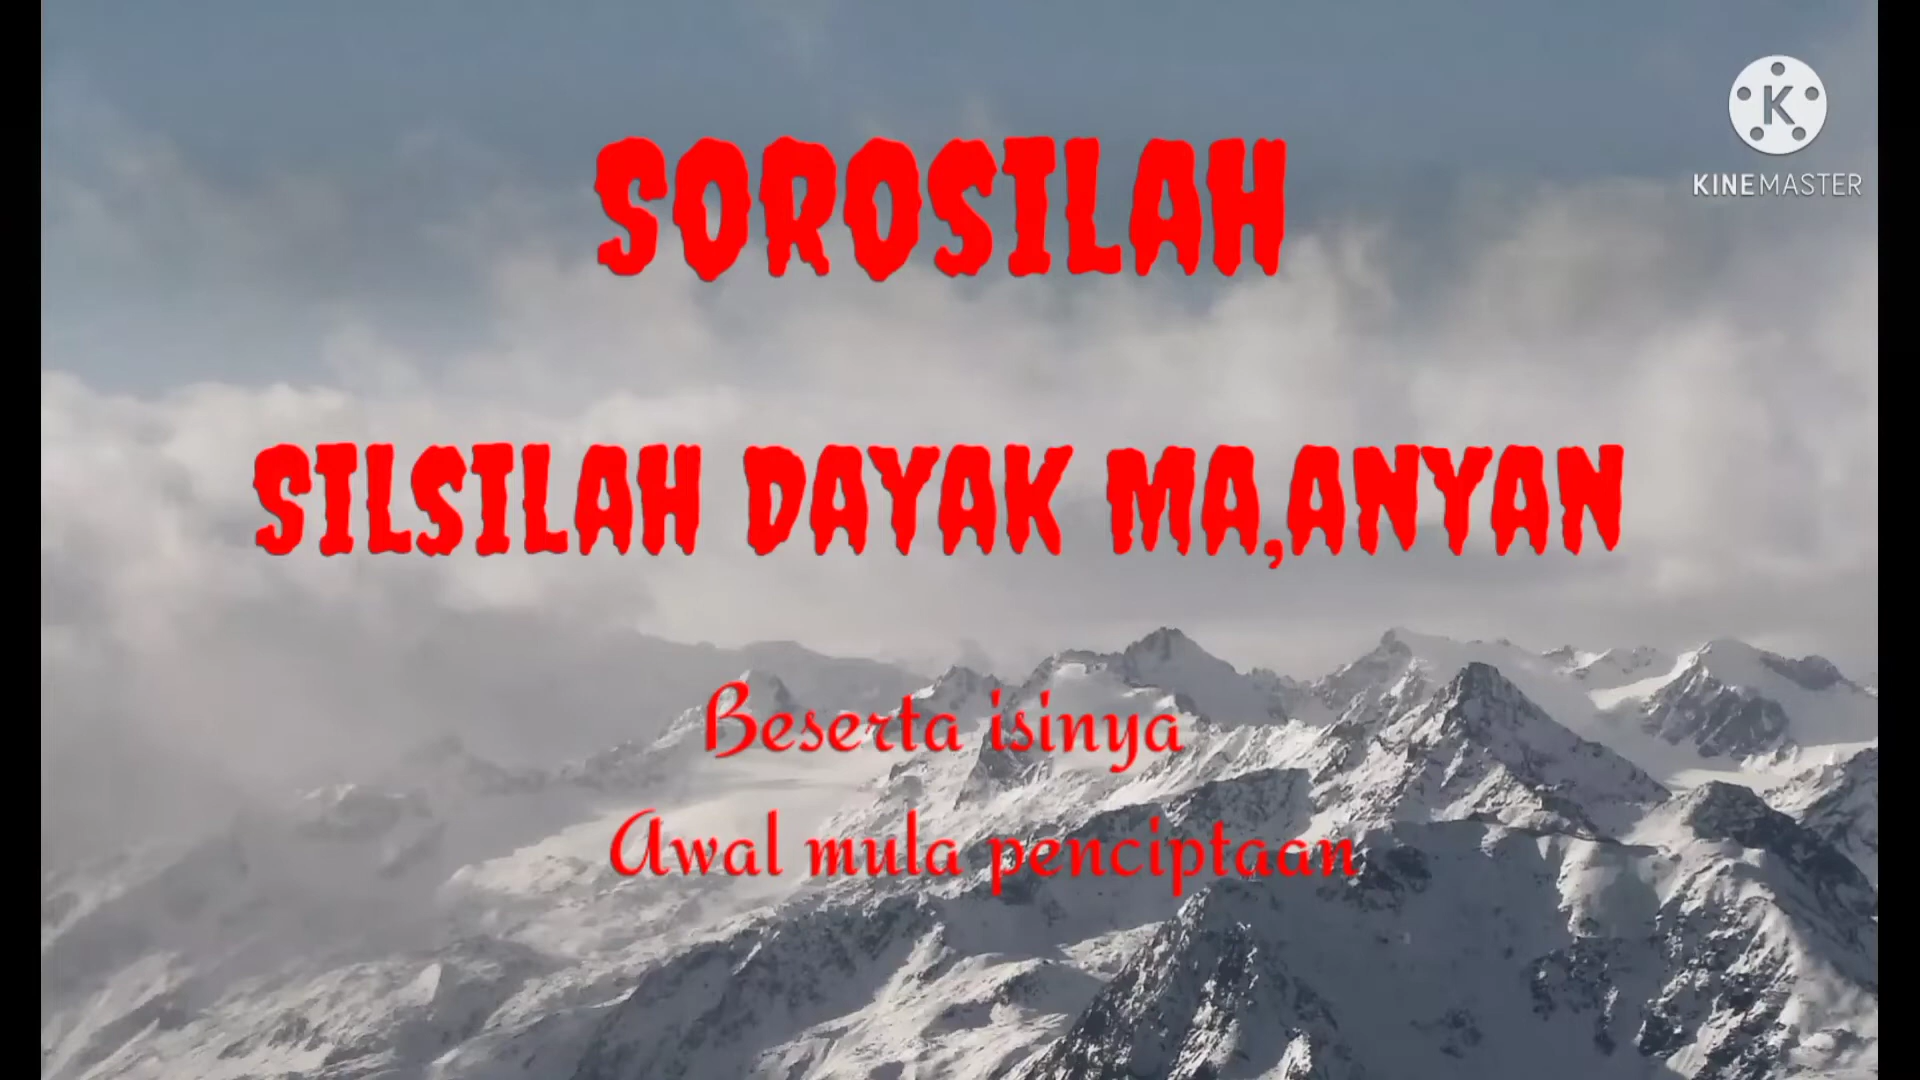 SOROSILAH
KINEMASTER
SILSILAH DAYAK MA,ANYAN
Beserta isinya
Awal mula penciptaan